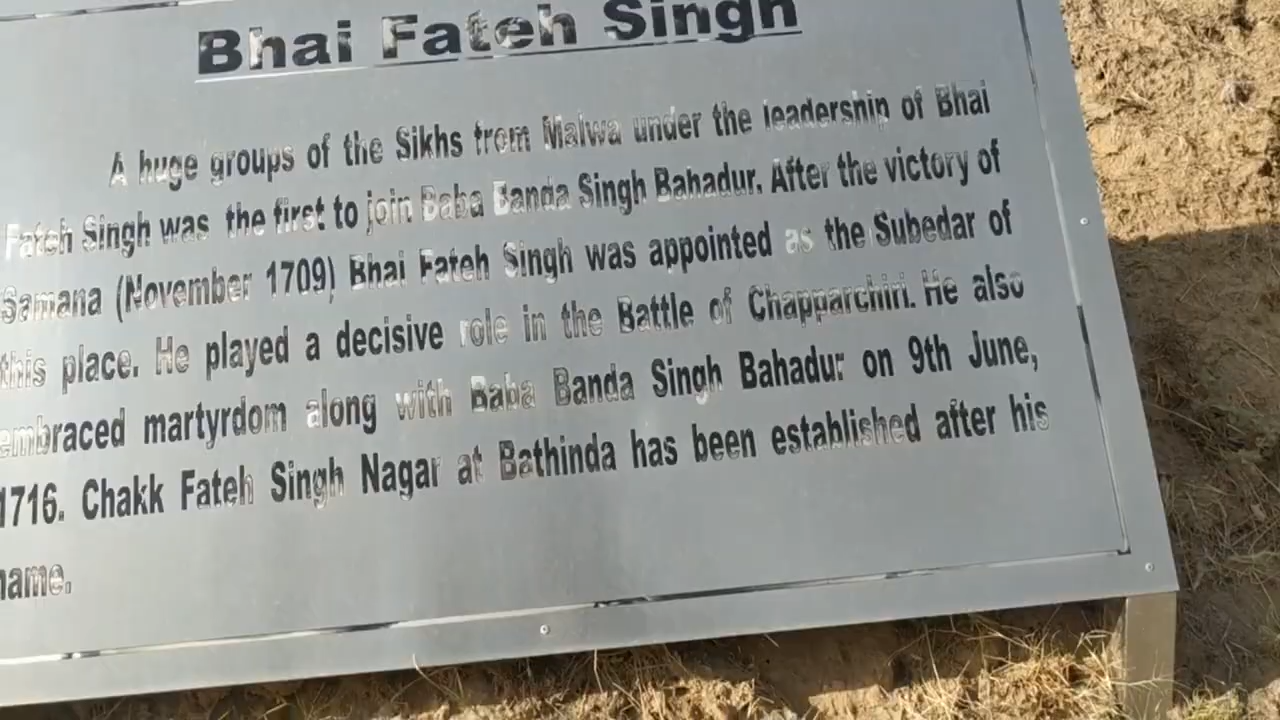 Bhai Fateh Singh
A huge groups of the Sikhs from Malwa under the leadership of Bhai
Fateh Singh was the first to join Baba Banda Singh Bahadur. After the victory of
Samana (November 1709) Bhai Fateh Singh was appointed as the Subedar of
this place. He played a decisive role in the Battle of Chapparchiri. He also
embraced martyrdom along with Baba Banda Singh Bahadur on 9th June,
1716. Chakk Fateh Singh Nagar at Bathinda has been established after his
name.